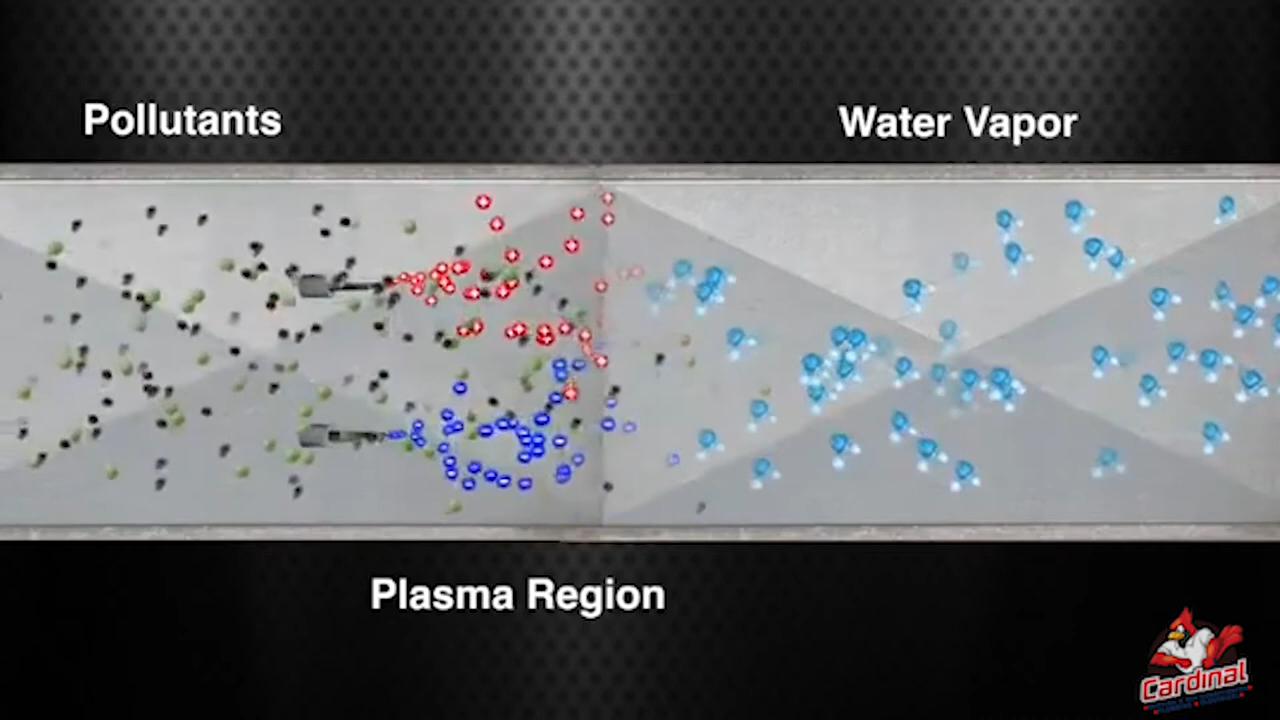 Pollutants
Water Vapor
Plasma Region
Cardinal